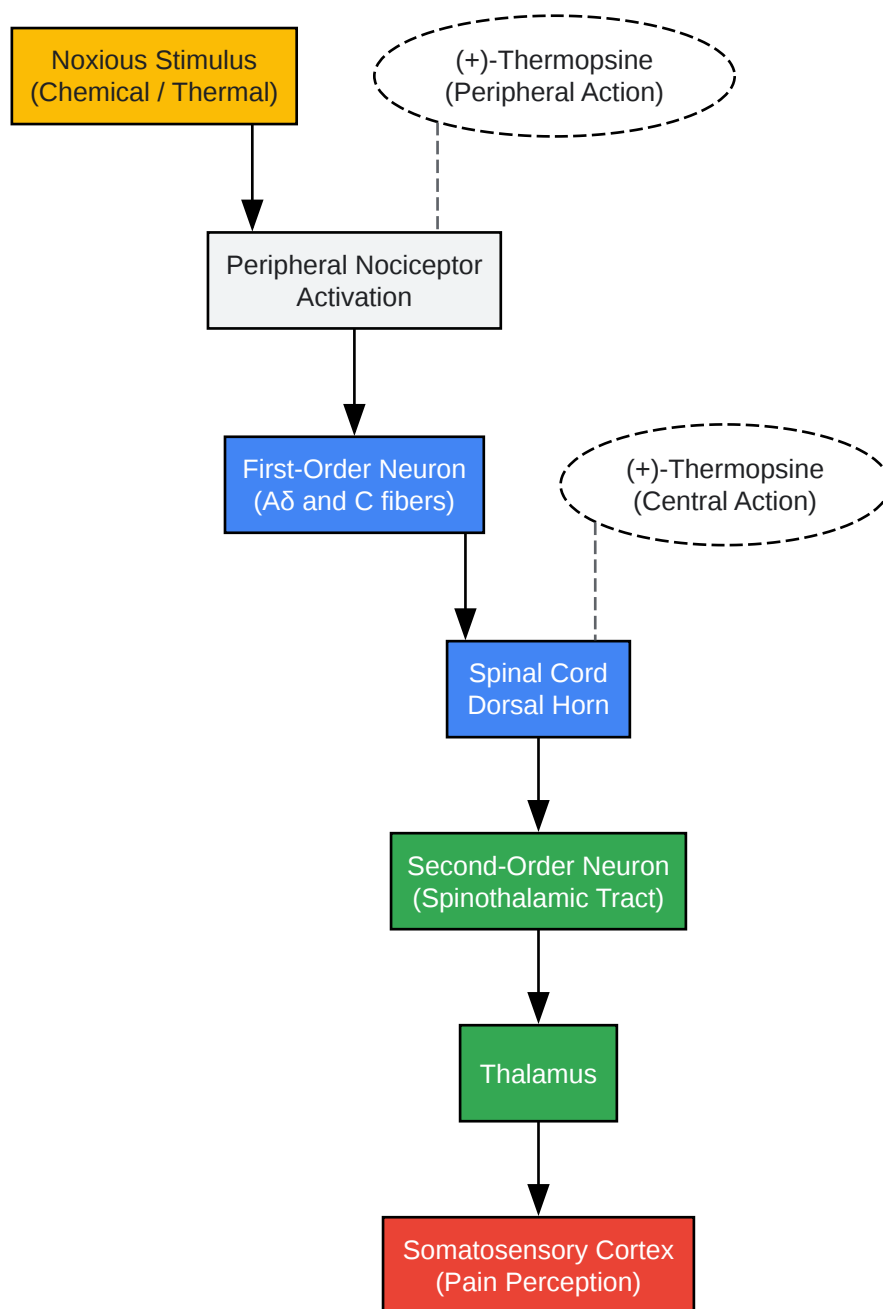 Noxious Stimulus
(Chemical / Thermal)
(+)-Thermopsine
(Peripheral Action)
Peripheral Nociceptor
Activation
First-Order Neuron
(Aδ and C fibers)
(+)-Thermopsine
(Central Action)
Spinal Cord
Dorsal Horn
Second-Order Neuron
(Spinothalamic Tract)
Thalamus
Somatosensory Cortex
(Pain Perception)